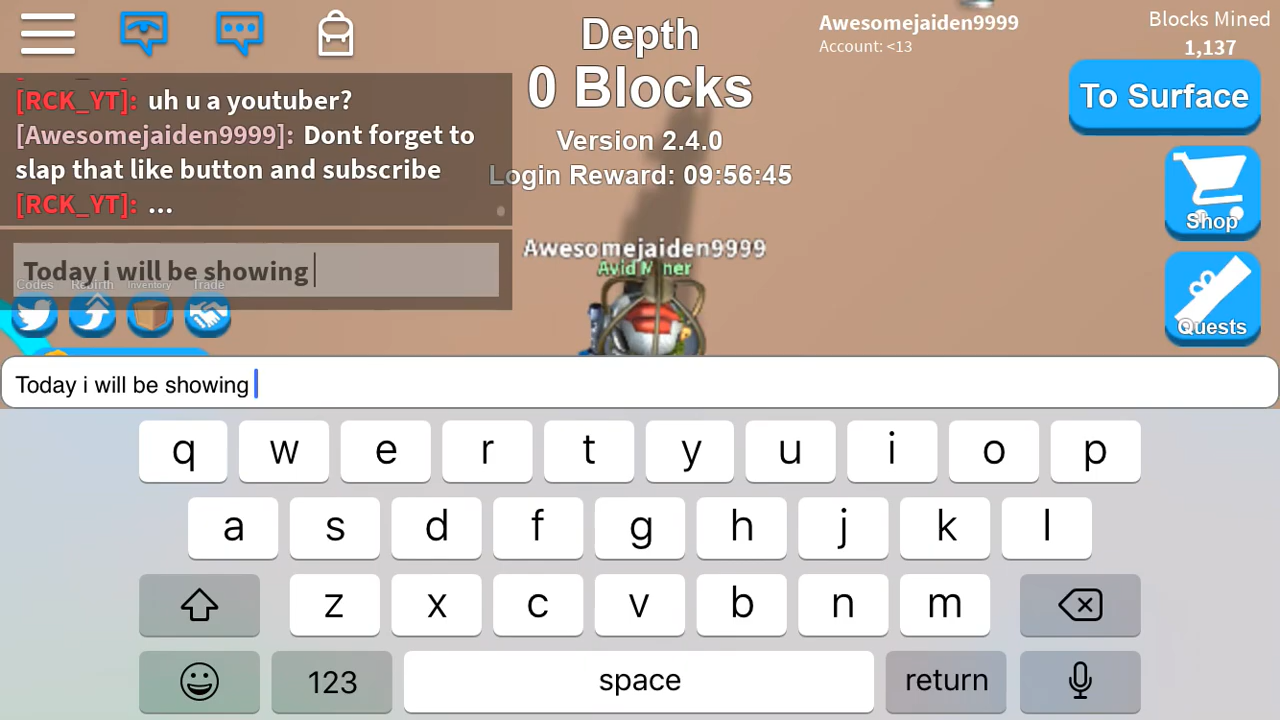 Depth
0 Blocks
Version 2.4.0
Login Reward: 09:56:45
Awesomejaiden9999
Account: <13
Blocks Mined
1,137
To Surface
Shop
Quests
[RCK_YT]: uh u a youtuber?
[Awesomejaiden9999]: Dont forget to
slap that like button and subscribe
[RCK_YT]: ...
Today i will be showing
Codes Rebirth Inventory Trade
Awesomejaiden9999
Avid Miner
Today i will be showing
q w e r t y u i o p
a s d f g h j k l
z x c v b n m
123 space return